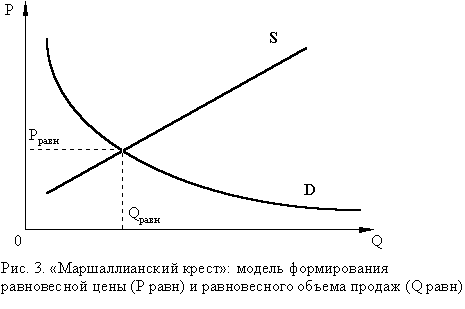 P
S
Pравн
D
Qравн
0
Q
Рис. 3. «Маршаллианский крест»: модель формирования
равновесной цены (P равн) и равновесного объема продаж (Q равн)